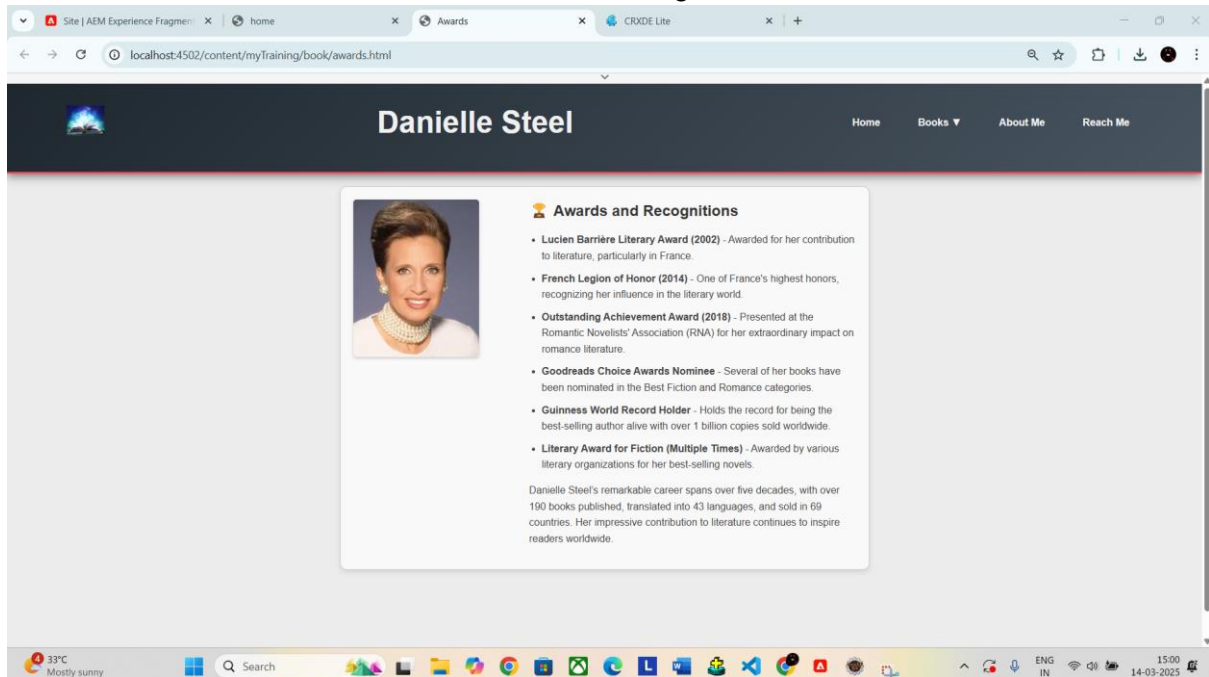 Site | AEM Experience Fragmen
home
Awards
CRXDE Lite
localhost:4502/content/myTraining/book/awards.html
Danielle Steel
Home
Books ▼
About Me
Reach Me
🏆 Awards and Recognitions
• Lucien Barrière Literary Award (2002) - Awarded for her contribution
to literature, particularly in France.
• French Legion of Honor (2014) - One of France's highest honors,
recognizing her influence in the literary world.
• Outstanding Achievement Award (2018) - Presented at the
Romantic Novelists' Association (RNA) for her extraordinary impact on
romance literature.
• Goodreads Choice Awards Nominee - Several of her books have
been nominated in the Best Fiction and Romance categories.
• Guinness World Record Holder - Holds the record for being the
best-selling author alive with over 1 billion copies sold worldwide.
• Literary Award for Fiction (Multiple Times) - Awarded by various
literary organizations for her best-selling novels.
Danielle Steel's remarkable career spans over five decades, with over
190 books published, translated into 43 languages, and sold in 69
countries. Her impressive contribution to literature continues to inspire
readers worldwide.
4
33°C
Mostly sunny
Search
L
ENG
IN
15:00
14-03-2025